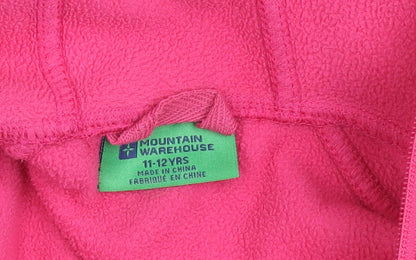 MOUNTAIN
WAREHOUSE
11-12YRS
MADE IN CHINA
FABRIQUÉ EN CHINE